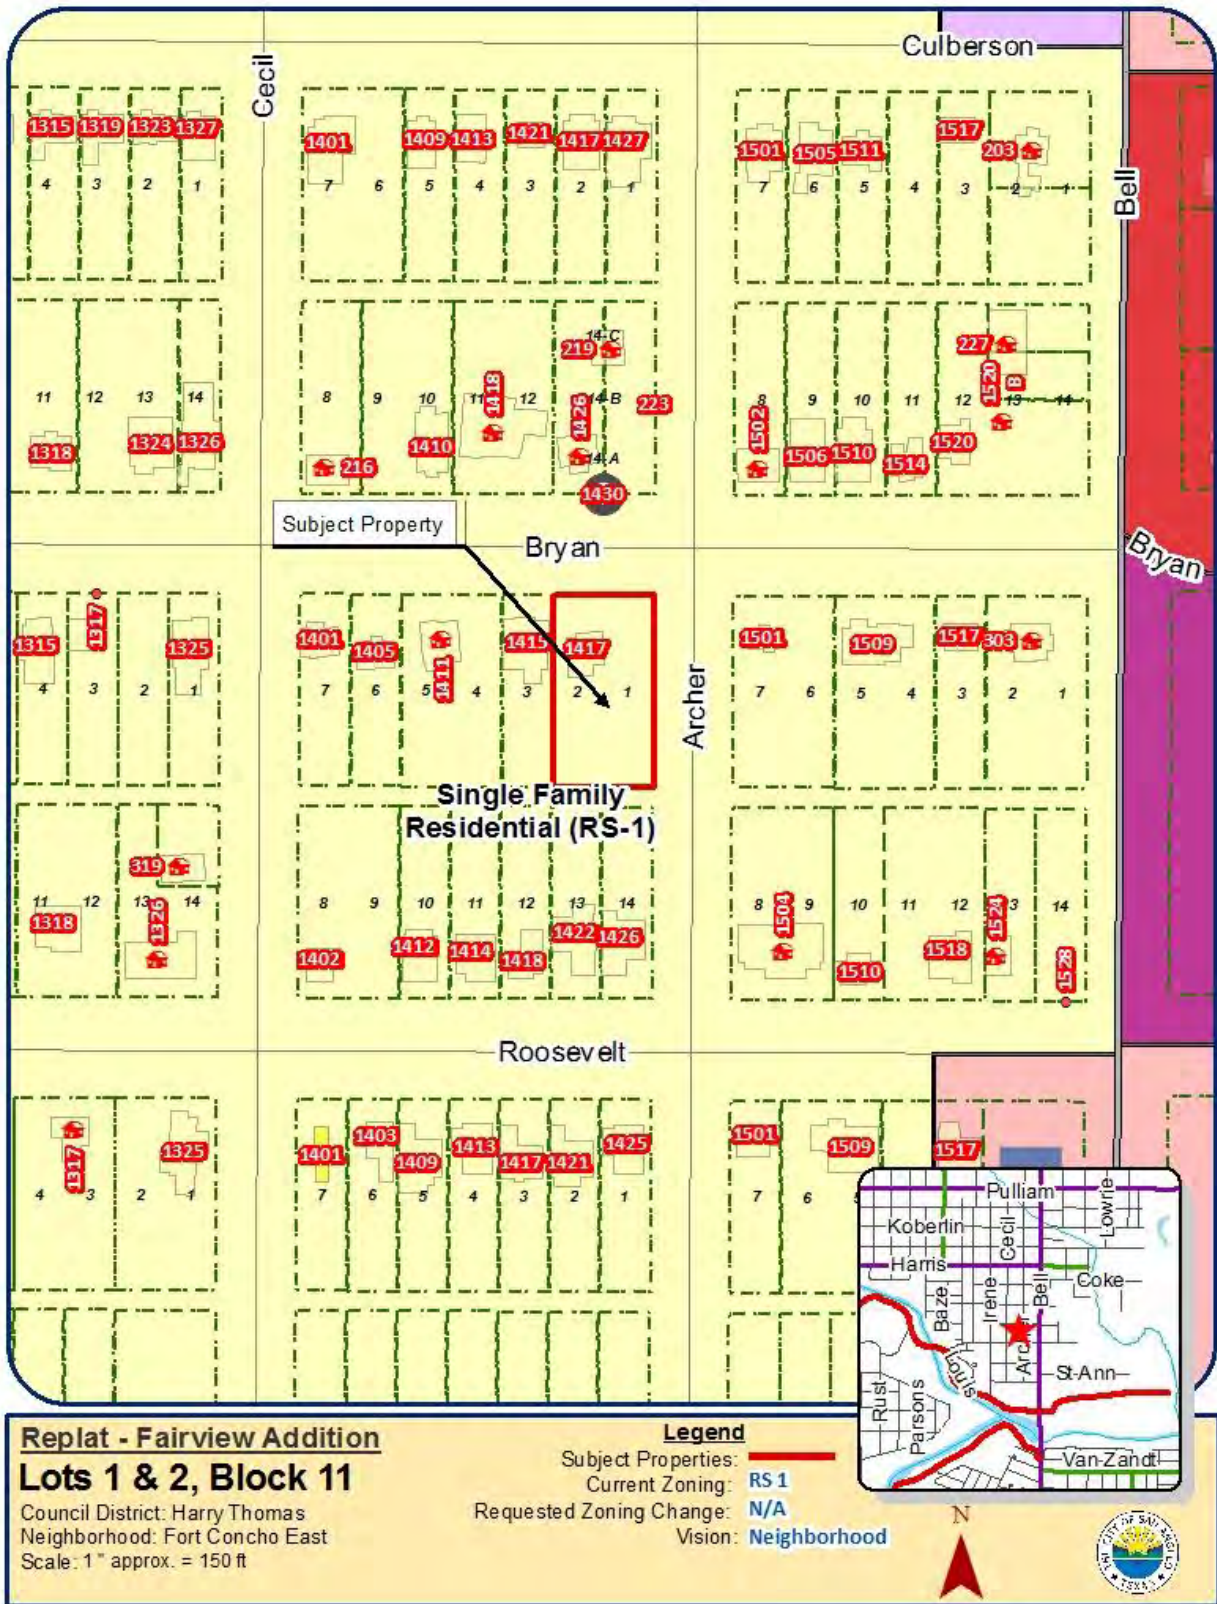 Culberson
Cecil
Bell
1315 1319 1323 1327
1401 1409 1413 1421 1417 1427
1501 1505 1511 1517 203
4 3 2 1
7 6 5 4 3 2 1
7 6 5 4 3 2 1
219 14-C
227
1418 1426 14-B 223
1502 1520 B
11 12 13 14
8 9 10 11 12
8 9 10 11 12 13 14
1318 1324 1326
216 1410 14-A
1506 1510 1514 1520
1430
Subject Property
Bryan
Bryan
1315 1317 1325
1401 1405 1411 1415 1417
1501 1509 1517 303
4 3 2 1
7 6 5 4 3 2 1
7 6 5 4 3 2 1
Archer
Single Family
Residential (RS-1)
319
11 12 13 14
8 9 10 11 12 13 14
8 9 10 11 12 3 14
1318 1326
1402 1412 1414 1418 1422 1426
1504 1510 1518 1524 1528
Roosevelt
1317 1325
1401 1403 1409 1413 1417 1421 1425
1501 1509 1517
4 3 2 1
7 6 5 4 3 2 1
7 6
Pulliam
Lowrie
Koberlin
Cecil
Harris
Coke
Baze
Irene
Bell
Archer
Louis
St Ann
Rust
Parsons
Van Zandt
Replat - Fairview Addition
Lots 1 & 2, Block 11
Council District: Harry Thomas
Neighborhood: Fort Concho East
Scale: 1 " approx. = 150 ft
Legend
Subject Properties:
Current Zoning: RS 1
Requested Zoning Change: N/A
Vision: Neighborhood
N
THE CITY OF SAN ANGELO
TEXAS